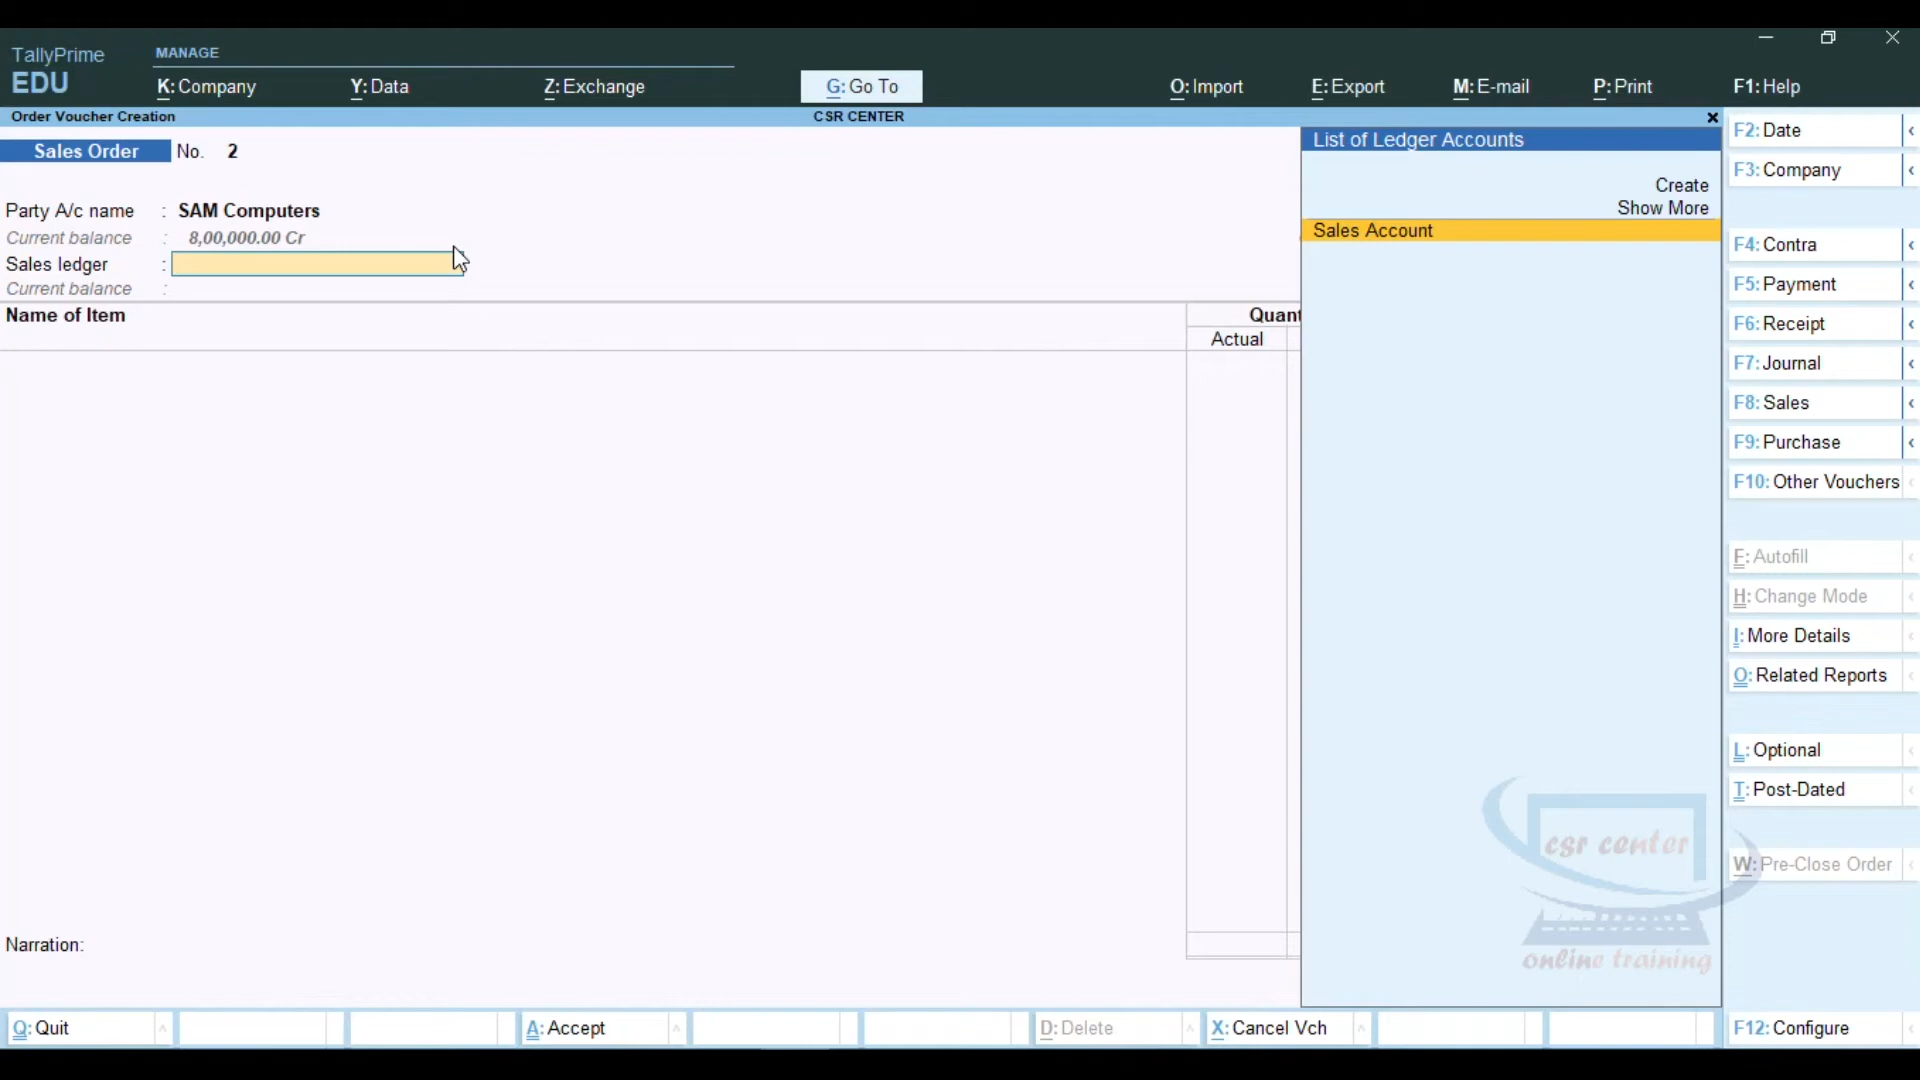 TallyPrime
EDU
MANAGE
K: Company
Y: Data
Z: Exchange
G: Go To
O: Import
E: Export
M: E-mail
P: Print
F1: Help
Order Voucher Creation
CSR CENTER
Sales Order
No. 2
Party A/c name : SAM Computers
Current balance : 8,00,000.00 Cr
Sales ledger :
Current balance :
Name of Item
Quant
Actual
Narration:
List of Ledger Accounts
Create
Show More
Sales Account
csr center
online training
F2: Date
F3: Company
F4: Contra
F5: Payment
F6: Receipt
F7: Journal
F8: Sales
F9: Purchase
F10: Other Vouchers
F: Autofill
H: Change Mode
I: More Details
O: Related Reports
L: Optional
T: Post-Dated
W: Pre-Close Order
Q: Quit
A: Accept
D: Delete
X: Cancel Vch
F12: Configure